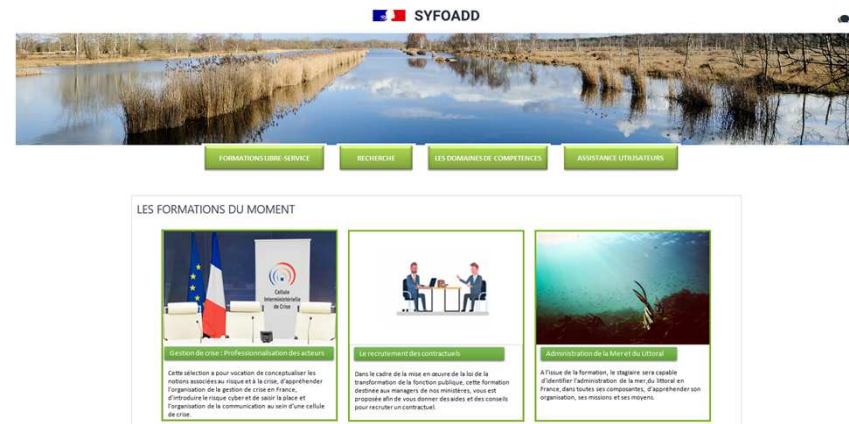 SYFOADD
FORMATIONS LIBRE-SERVICE
RECHERCHE
LES DOMAINES DE COMPETENCES
ASSISTANCE UTILISATEURS
LES FORMATIONS DU MOMENT
Cellule
Interministérielle
de Crise
Gestion de crise : Professionnalisation des acteurs
Cette sélection a pour vocation de conceptualiser les
notions associées au risque et à la crise, d'appréhender
l'organisation de la gestion de crise en France,
d'introduire le risque cyber et de saisir la place et
l'organisation de la communication au sein d'une cellule
de crise.
Le recrutement des contractuels
Dans le cadre de la mise en œuvre de la loi de la
transformation de la fonction publique, cette formation
destinée aux managers de nos ministères, vous est
proposée afin de vous donner des aides et des conseils
pour recruter un contractuel.
Administration de la Mer et du Littoral
A l'issue de la formation, le stagiaire sera capable
d'identifier l'administration de la mer,du littoral en
France, dans toutes ses composantes, d'appréhender son
organisation, ses missions et ses moyens.